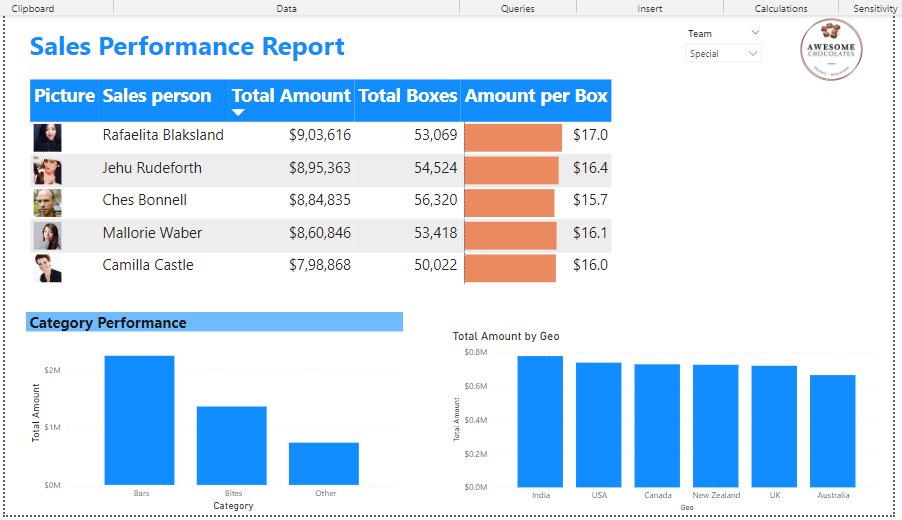 Clipboard Data Queries Insert Calculations Sensitivity
Sales Performance Report
Team
Special
AWESOME
CHOCOLATES
Picture Sales person Total Amount Total Boxes Amount per Box
Rafaelita Blaksland $9,03,616 53,069 $17.0
Jehu Rudeforth $8,95,363 54,524 $16.4
Ches Bonnell $8,84,835 56,320 $15.7
Mallorie Waber $8,60,846 53,418 $16.1
Camilla Castle $7,98,868 50,022 $16.0
Category Performance
$2M
$1M
$0M
Total Amount
Bars Bites Other
Category
Total Amount by Geo
$0.8M
$0.6M
$0.4M
$0.2M
$0.0M
Total Amount
India USA Canada New Zealand UK Australia
Geo